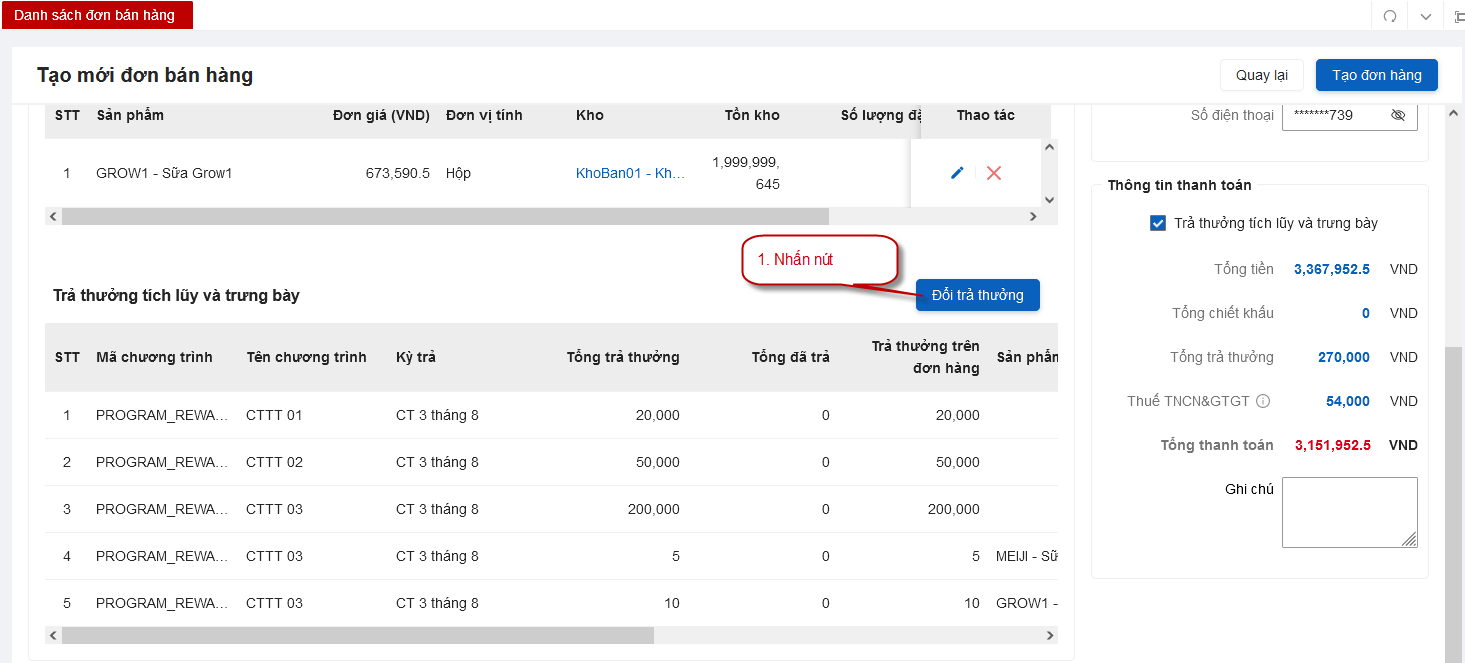 Danh sách đơn bán hàng
Tạo mới đơn bán hàng
Quay lại
Tạo đơn hàng
STT Sản phẩm Đơn giá (VND) Đơn vị tính Kho Tồn kho Số lượng đặ Thao tác
1 GROW1 - Sữa Grow1 673,590.5 Hộp KhoBan01 - Kh... 1,999,999,
645
1. Nhấn nút
Trả thưởng tích lũy và trưng bày
Đổi trả thưởng
STT Mã chương trình Tên chương trình Kỳ trả Tổng trả thưởng Tổng đã trả Trả thưởng trên
đơn hàng Sản phẩm
1 PROGRAM_REWA... CTTT 01 CT 3 tháng 8 20,000 0 20,000
2 PROGRAM_REWA... CTTT 02 CT 3 tháng 8 50,000 0 50,000
3 PROGRAM_REWA... CTTT 03 CT 3 tháng 8 200,000 0 200,000
4 PROGRAM_REWA... CTTT 03 CT 3 tháng 8 5 0 5 MEIJI - Sữ
5 PROGRAM_REWA... CTTT 03 CT 3 tháng 8 10 0 10 GROW1 -
Số điện thoại *******739
Thông tin thanh toán
Trả thưởng tích lũy và trưng bày
Tổng tiền 3,367,952.5 VND
Tổng chiết khấu 0 VND
Tổng trả thưởng 270,000 VND
Thuế TNCN&GTGT 54,000 VND
Tổng thanh toán 3,151,952.5 VND
Ghi chú